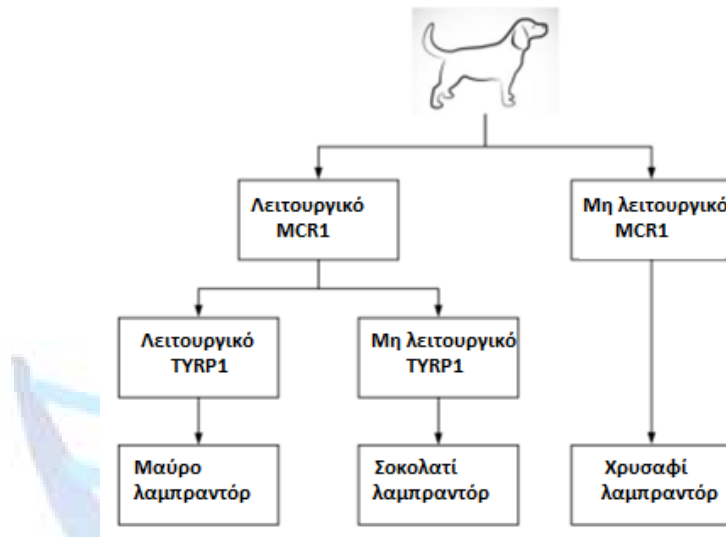 Λειτουργικό
MCR1
Μη λειτουργικό
MCR1
Λειτουργικό
TYRP1
Μη λειτουργικό
TYRP1
Μαύρο
λαμπραντόρ
Σοκολατί
λαμπραντόρ
Χρυσαφί
λαμπραντόρ